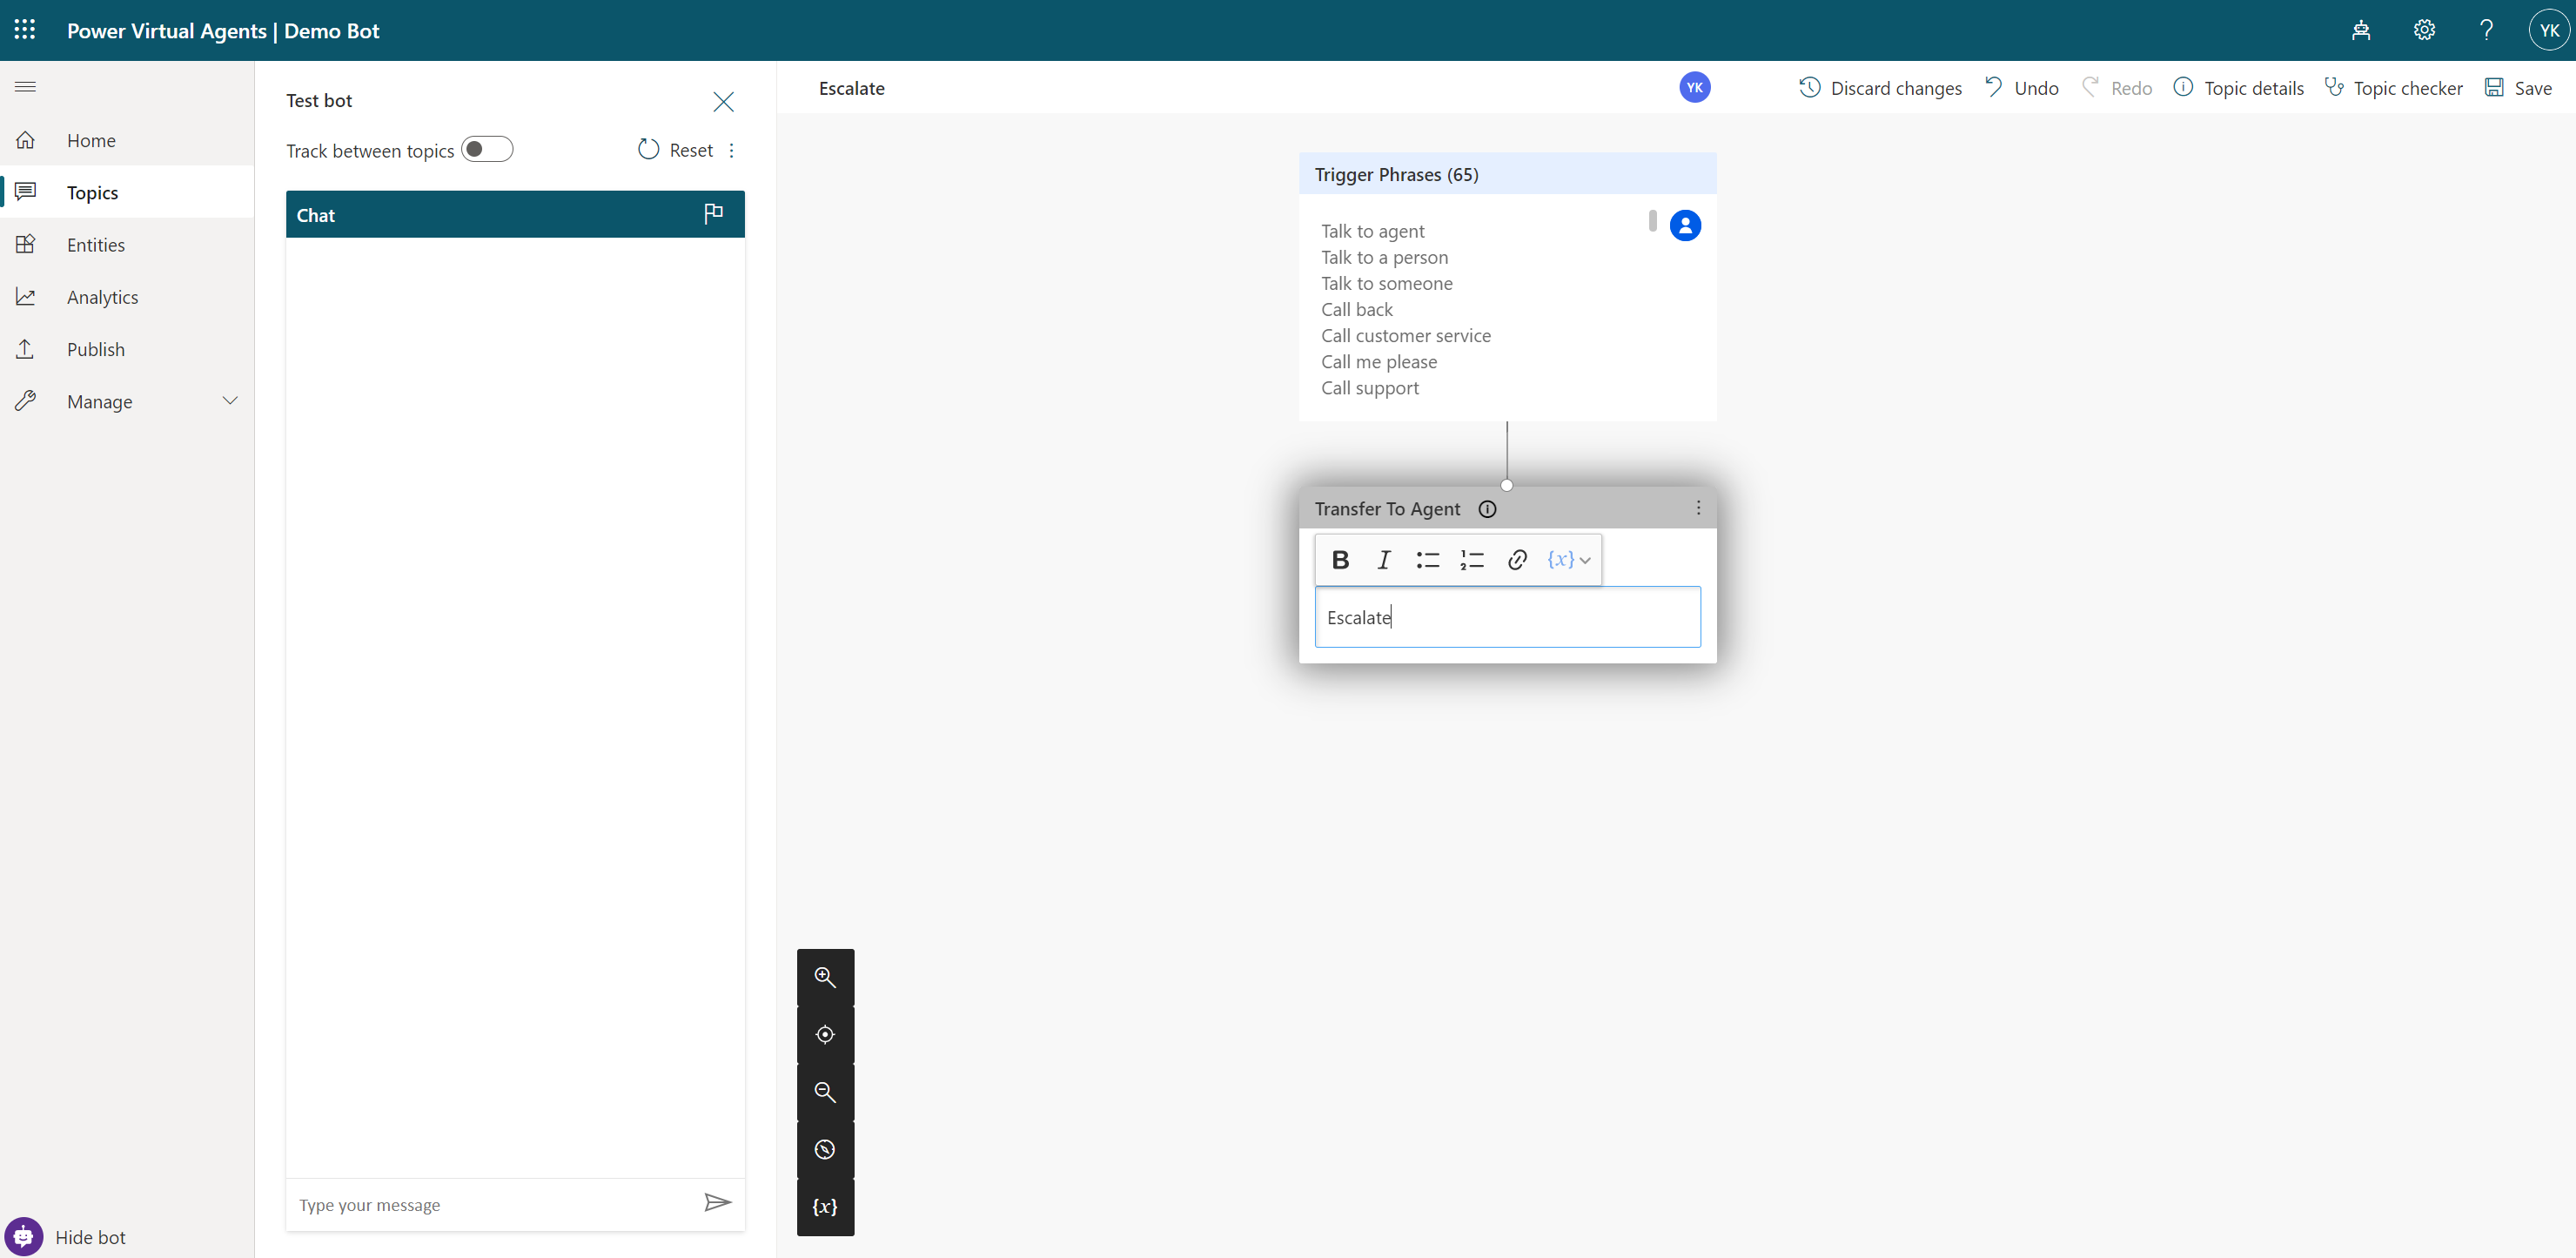 Power Virtual Agents | Demo Bot
YK
Home
Topics
Entities
Analytics
Publish
Manage
Hide bot
Test bot
Track between topics
Reset
Chat
Type your message
Escalate
YK
Discard changes
Undo
Redo
Topic details
Topic checker
Save
Trigger Phrases (65)
Talk to agent
Talk to a person
Talk to someone
Call back
Call customer service
Call me please
Call support
Transfer To Agent
B I {x}
Escalate
{x}